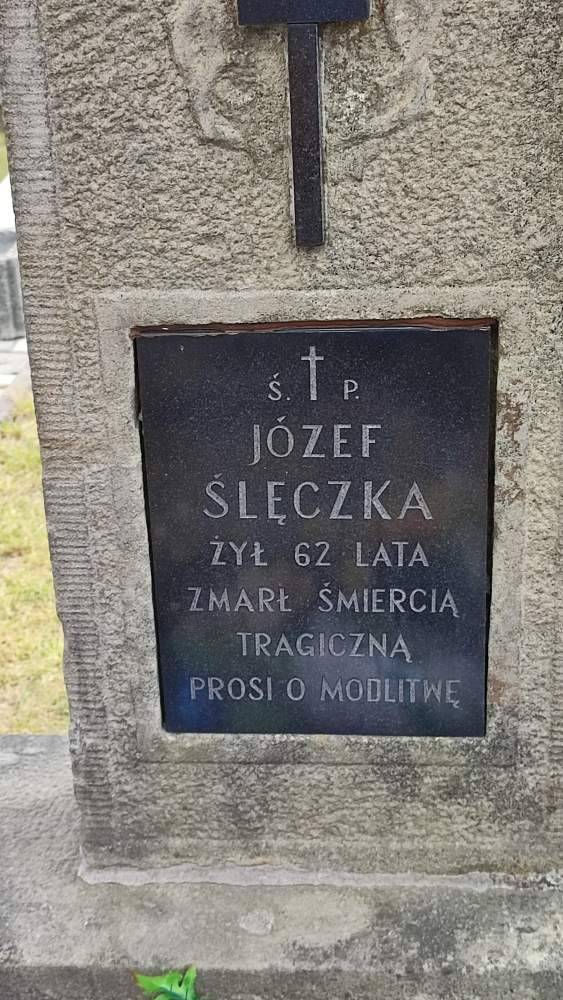 Ś. † P.
JÓZEF
ŚLĘCZKA
ŻYŁ 62 LATA
ZMARŁ ŚMIERCIĄ
TRAGICZNĄ
PROSI O MODLITWĘ